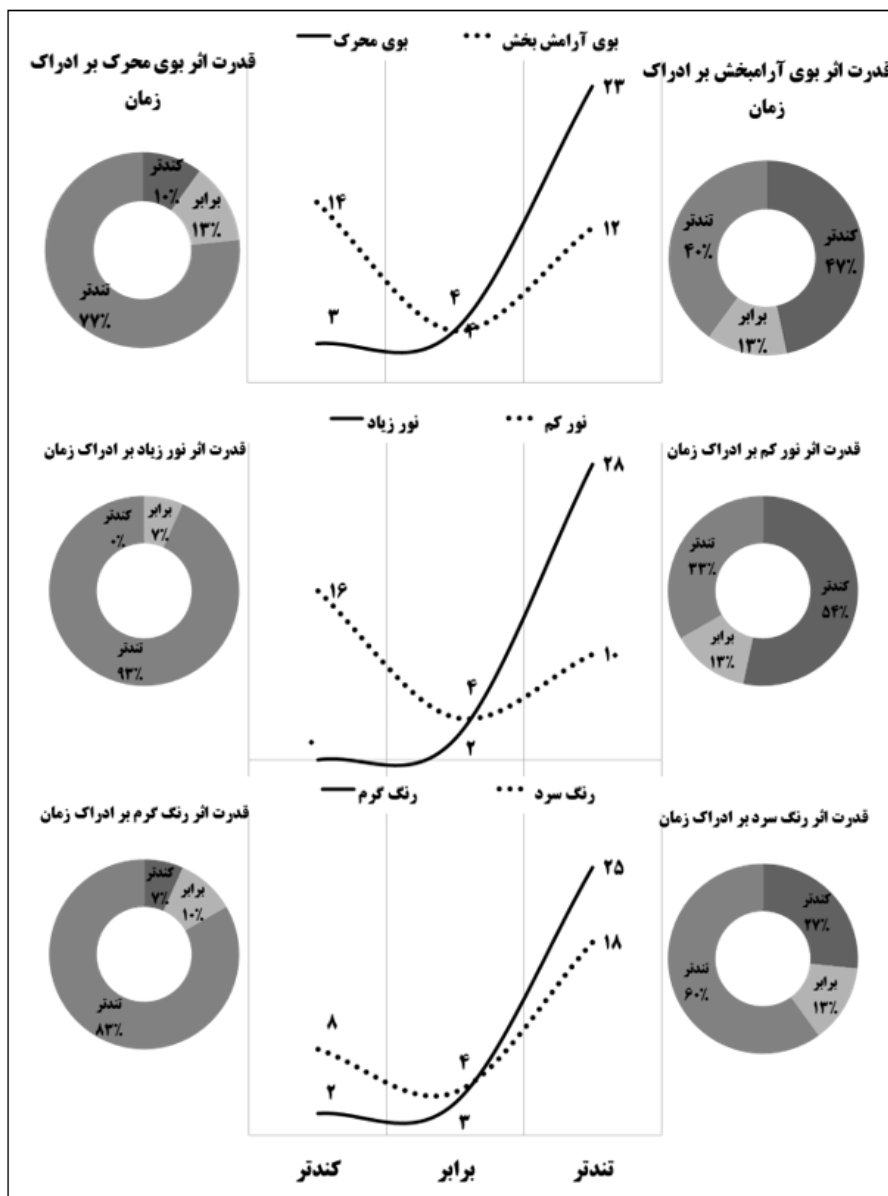 بوی محرک
بوی آرامش بخش
قدرت اثر بوی آرامبخش بر ادراک
زمان
کندتر
۴۷%
برابر
۱۳%
تندتر
۴۰%
۲۳
۱۴
۱۲
۴
۴
۳
قدرت اثر بوی محرک بر ادراک
زمان
کندتر
۱۰%
برابر
۱۳%
تندتر
۷۷%
نور زیاد
نور کم
قدرت اثر نور کم بر ادراک زمان
کندتر
۵۴%
برابر
۱۳%
تندتر
۳۳%
۲۸
۱۶
۱۰
۴
۲
۰
قدرت اثر نور زیاد بر ادراک زمان
کندتر
۰%
برابر
۷%
تندتر
۹۳%
رنگ گرم
رنگ سرد
قدرت اثر رنگ سرد بر ادراک زمان
کندتر
۲۷%
برابر
۱۳%
تندتر
۶۰%
۲۵
۱۸
۸
۴
۲
۳
قدرت اثر رنگ گرم بر ادراک زمان
کندتر
۷%
برابر
۱۰%
تندتر
۸۳%
کندتر
برابر
تندتر